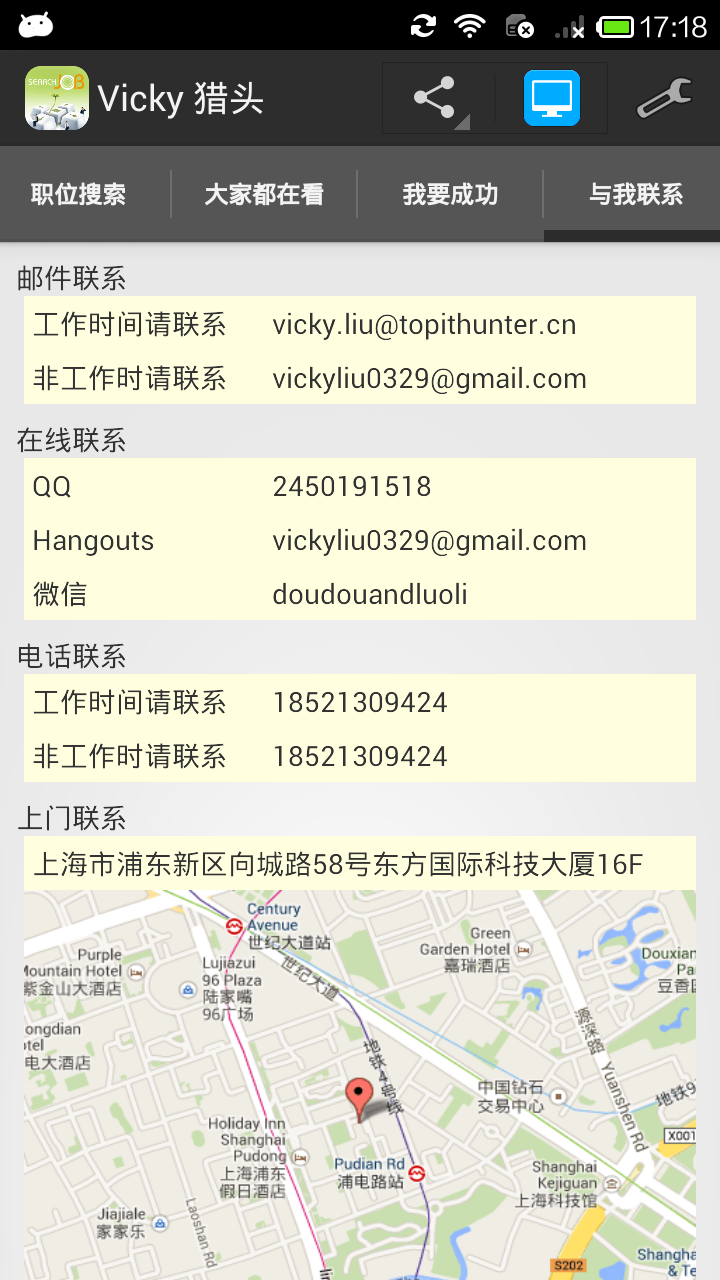 17:18
SEARCH JOB
Vicky 猎头
职位搜索 大家都在看 我要成功 与我联系
邮件联系
工作时间请联系 vicky.liu@topithunter.cn
非工作时请联系 vickyliu0329@gmail.com
在线联系
QQ 2450191518
Hangouts vickyliu0329@gmail.com
微信 doudouandluoli
电话联系
工作时间请联系 18521309424
非工作时请联系 18521309424
上门联系
上海市浦东新区向城路58号东方国际科技大厦16F
Century
Avenue
世纪大道站
Green
Garden Hotel
嘉瑞酒店
Purple
Mountain Hotel
紫金山大酒店
Lujiazui
96 Plaza
陆家嘴
96广场
世纪大道
Douxian
Pa
豆香园
源深路
Yuanshen Rd
ongdian
otel
电大酒店
地铁4号线
中国钻石
交易中心
地铁9
X001
Holiday Inn
Shanghai
Pudong
上海浦东
假日酒店
Pudian Rd
浦电路站
Shanghai
Kejiguan
上海科技馆
Jiajiale
家家乐
Laoshan Rd
S202
Shangha
& Te